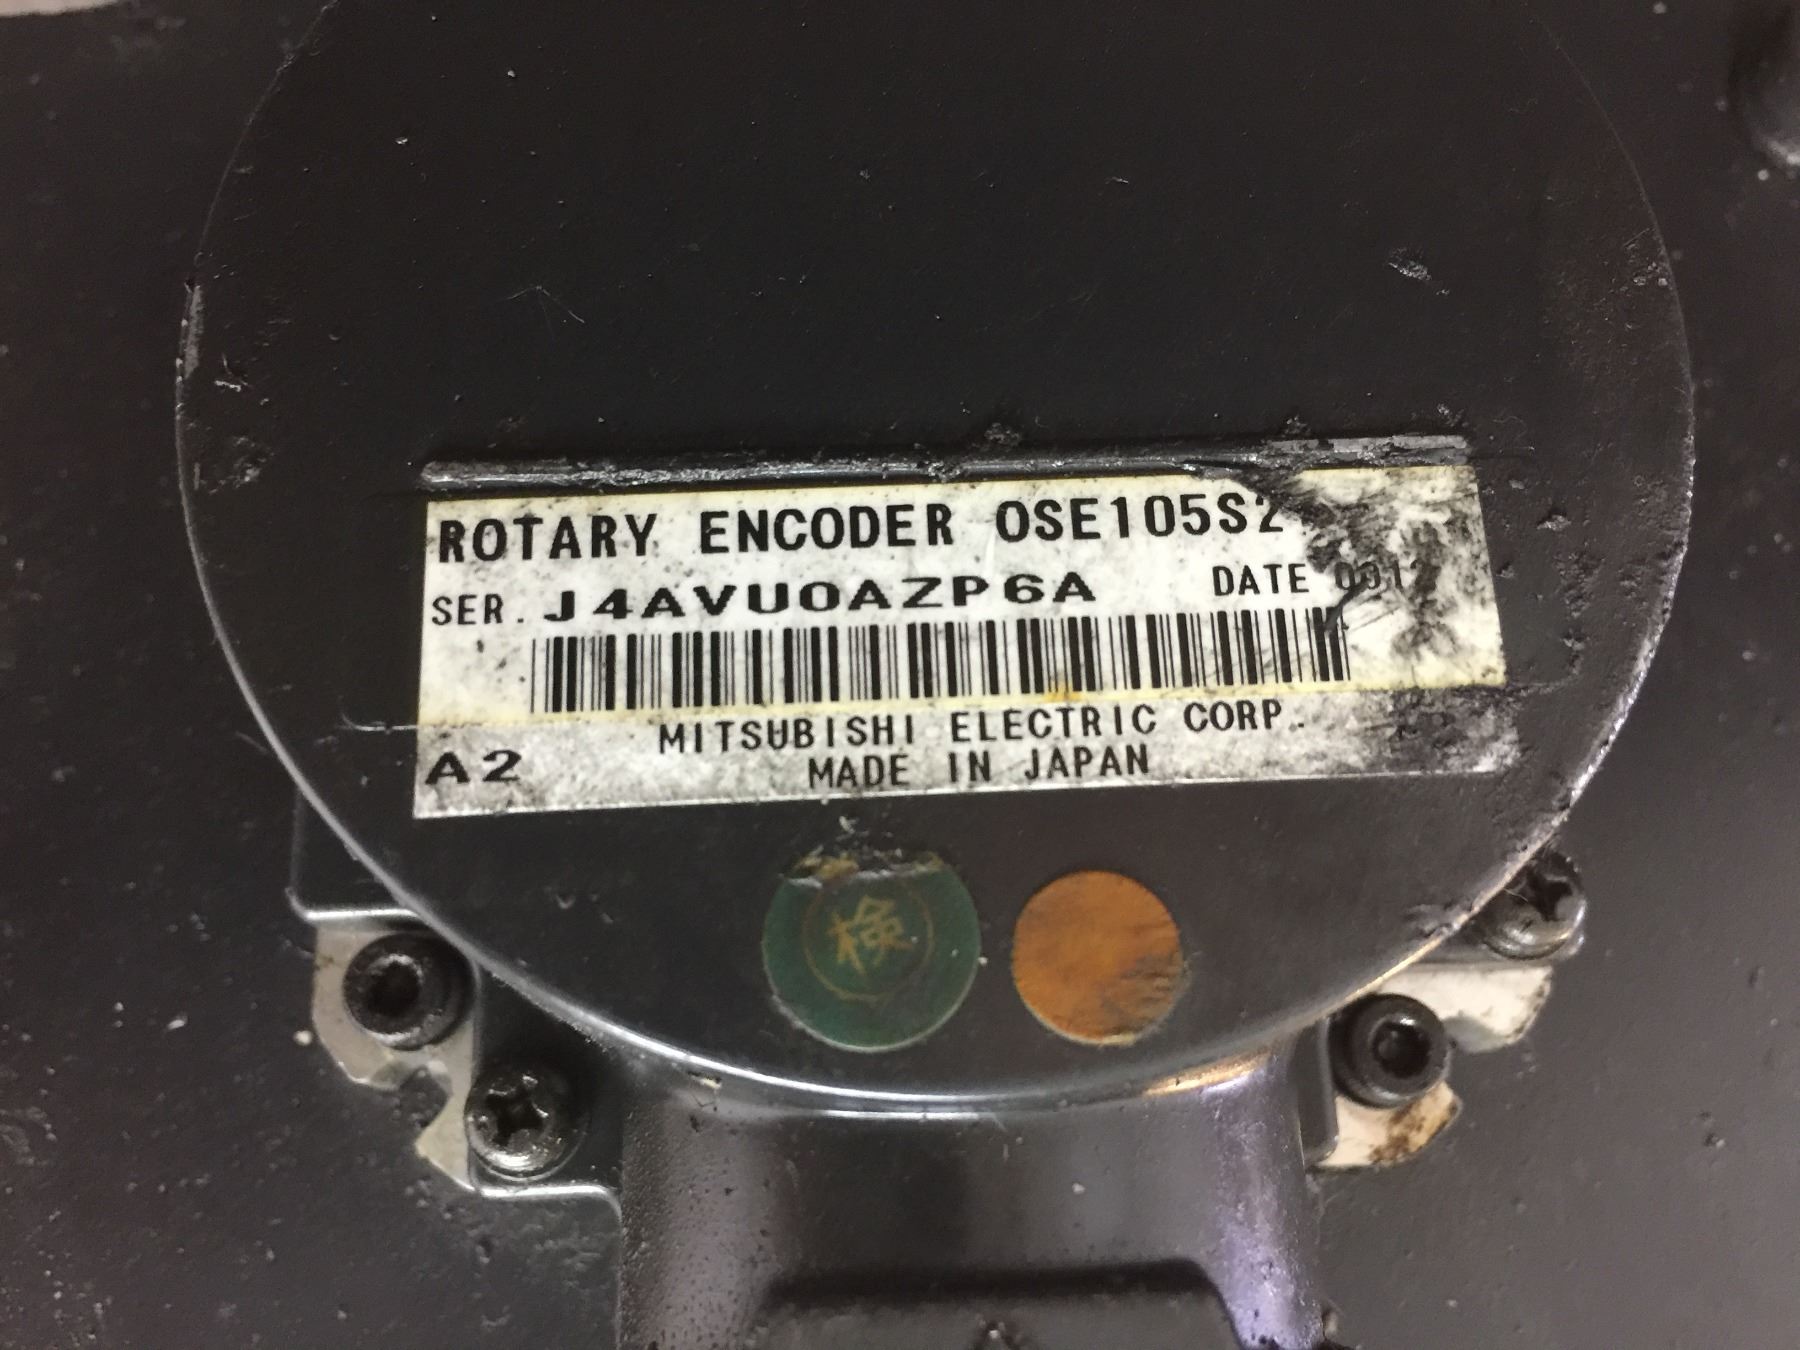 ROTARY ENCODER OSE105S2
SER. J4AVU0AZP6A DATE
MITSUBISHI ELECTRIC CORP.
A2 MADE IN JAPAN
検